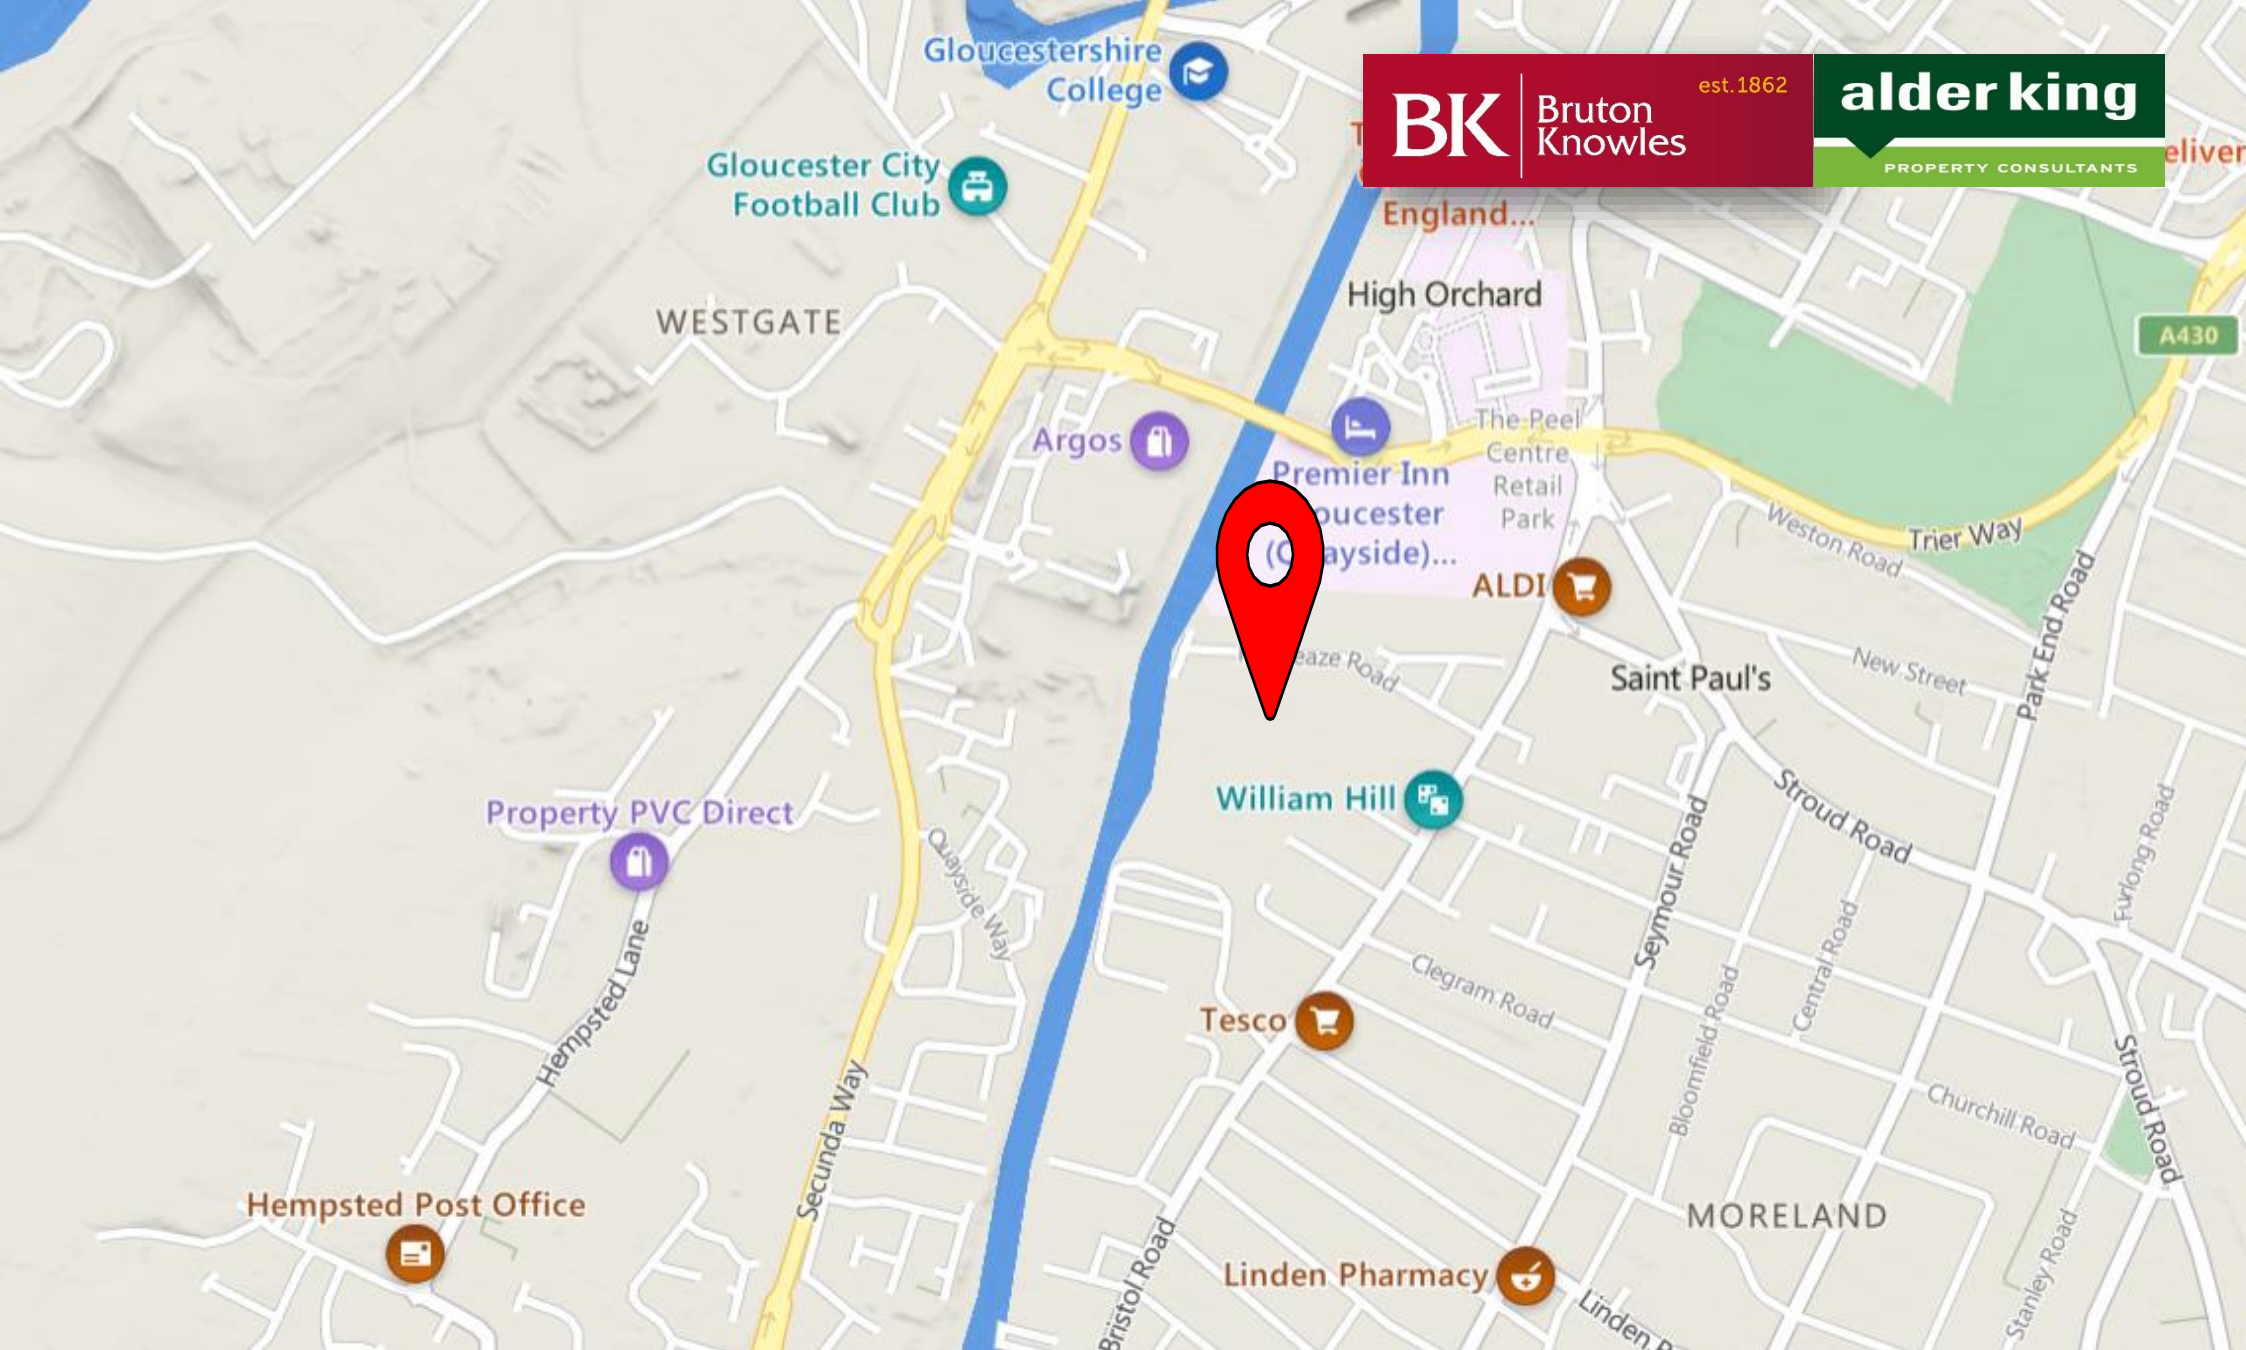 Gloucestershire
College
BK
Bruton
Knowles
est.1862
alder king
PROPERTY CONSULTANTS
England...
Gloucester City
Football Club
WESTGATE
High Orchard
A430
Argos
The Peel
Centre
Retail
Park
Premier Inn
(Quayside)...
ALDI
Weston Road
Trier Way
Park End Road
Road
Saint Paul's
New Street
William Hill
Stroud Road
Seymour Road
Furlong Road
Property PVC Direct
Quayside Way
Hempsted Lane
Clegram Road
Central Road
Bloomfield Road
Tesco
Secunda Way
Churchill Road
Stroud Road
Hempsted Post Office
MORELAND
Bristol Road
Linden Pharmacy
Linden
Stanley Road